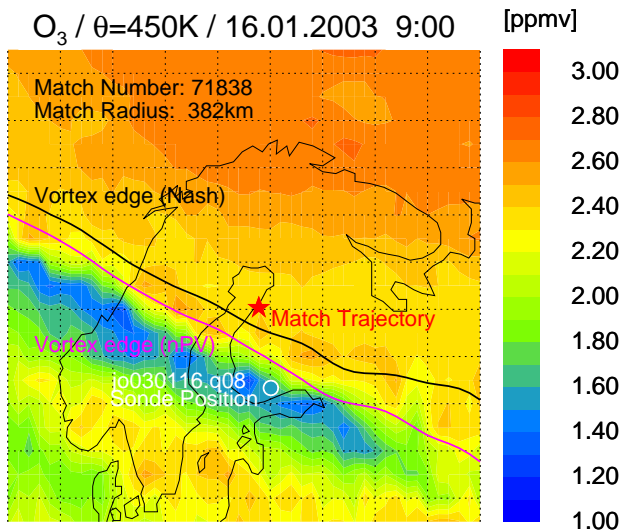 O₃ / θ=450K / 16.01.2003 9:00
[ppmv]
Match Number: 71838
Match Radius: 382km
Vortex edge (Nash)
Match Trajectory
Vortex edge (nPV)
jo030116.q08
Sonde Position
3.00
2.80
2.60
2.40
2.20
2.00
1.80
1.60
1.40
1.20
1.00